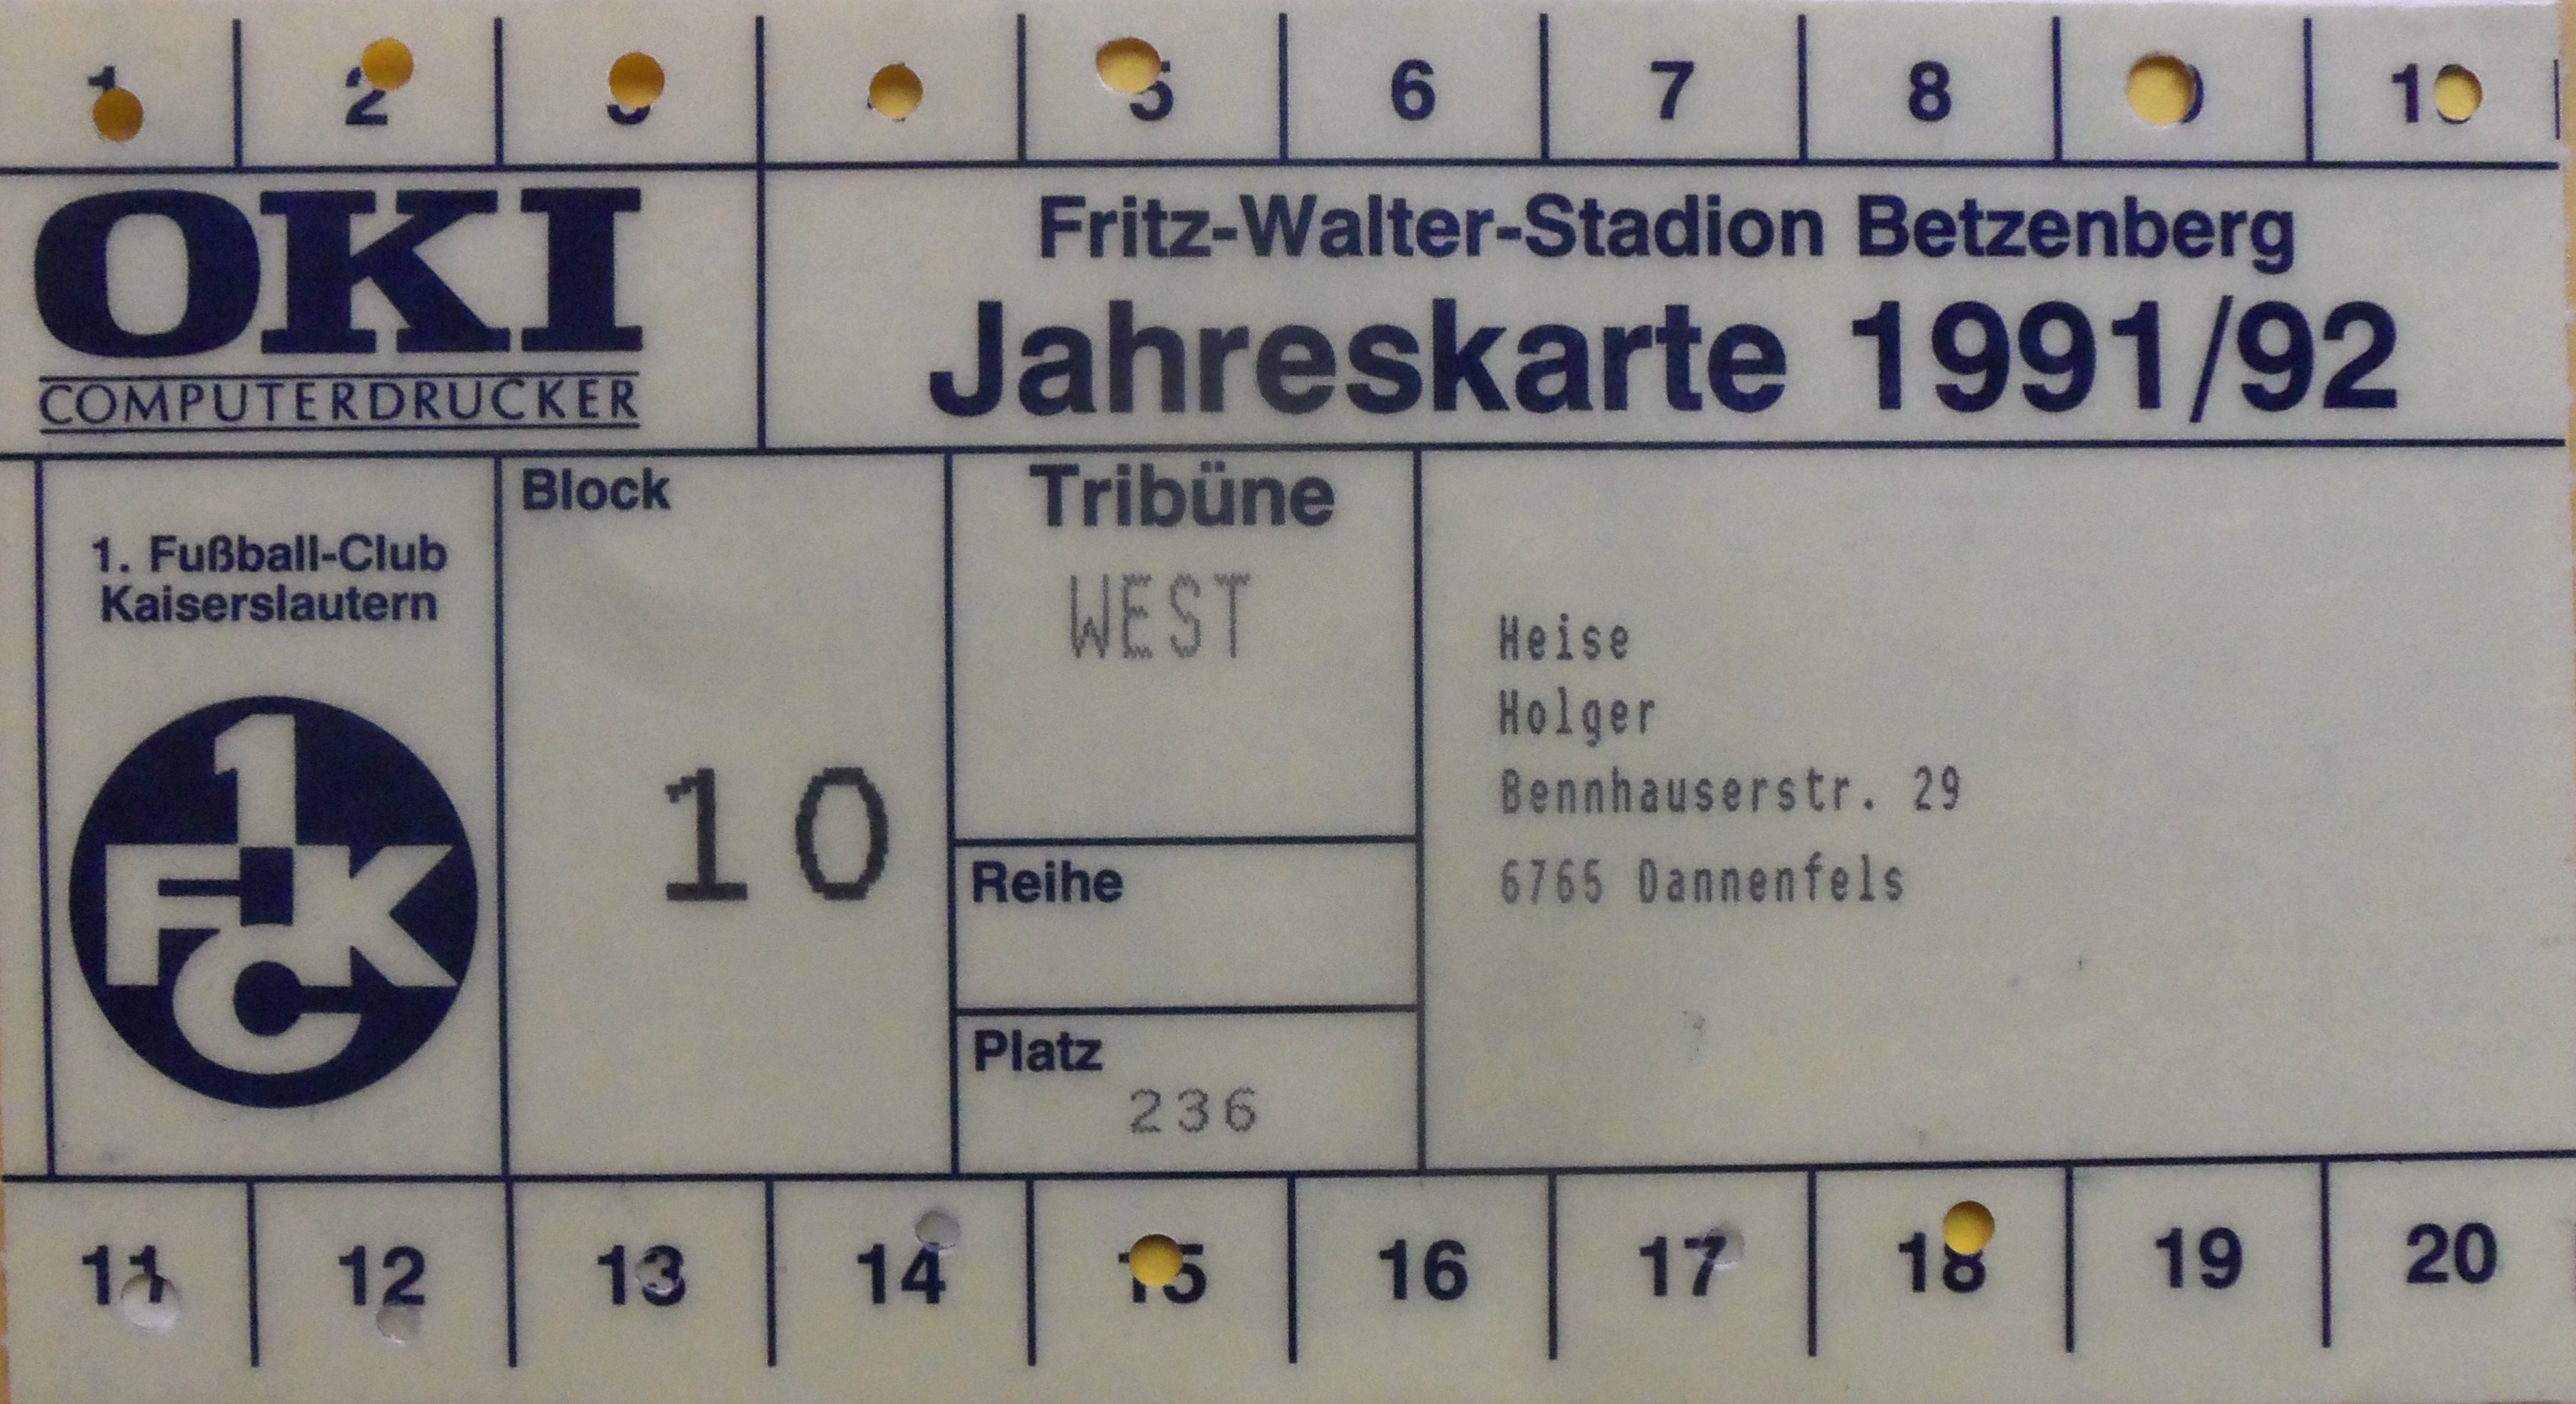 1 2 3 5 6 7 8 9 10
OKI
COMPUTERDRUCKER
Fritz-Walter-Stadion Betzenberg
Jahreskarte 1991/92
1. Fußball-Club
Kaiserslautern
1 FCK
Block
10
Tribüne
WEST
Reihe
Platz
236
Heise
Holger
Bennhauserstr. 29
6765 Dannenfels
11 12 13 14 15 16 17 18 19 20